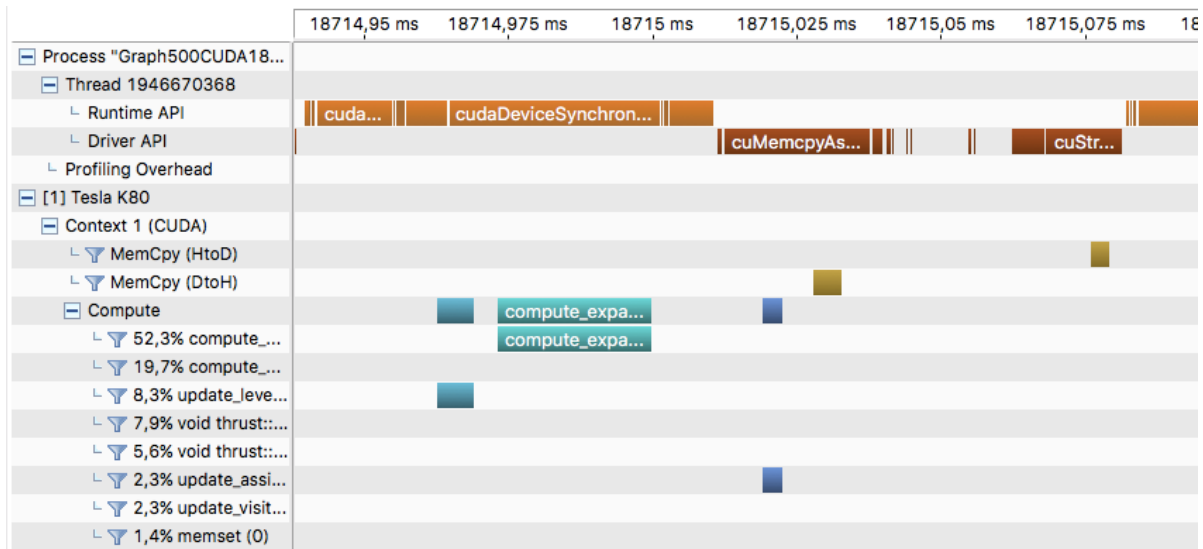 18714,95 ms 18714,975 ms 18715 ms 18715,025 ms 18715,05 ms 18715,075 ms 18
Process "Graph500CUDA18...
Thread 1946670368
Runtime API cuda... cudaDeviceSynchron...
Driver API cuMemcpyAs... cuStr...
Profiling Overhead
[1] Tesla K80
Context 1 (CUDA)
MemCpy (HtoD)
MemCpy (DtoH)
Compute compute_expa...
52,3% compute_... compute_expa...
19,7% compute_...
8,3% update_leve...
7,9% void thrust::...
5,6% void thrust::...
2,3% update_assi...
2,3% update_visit...
1,4% memset (0)